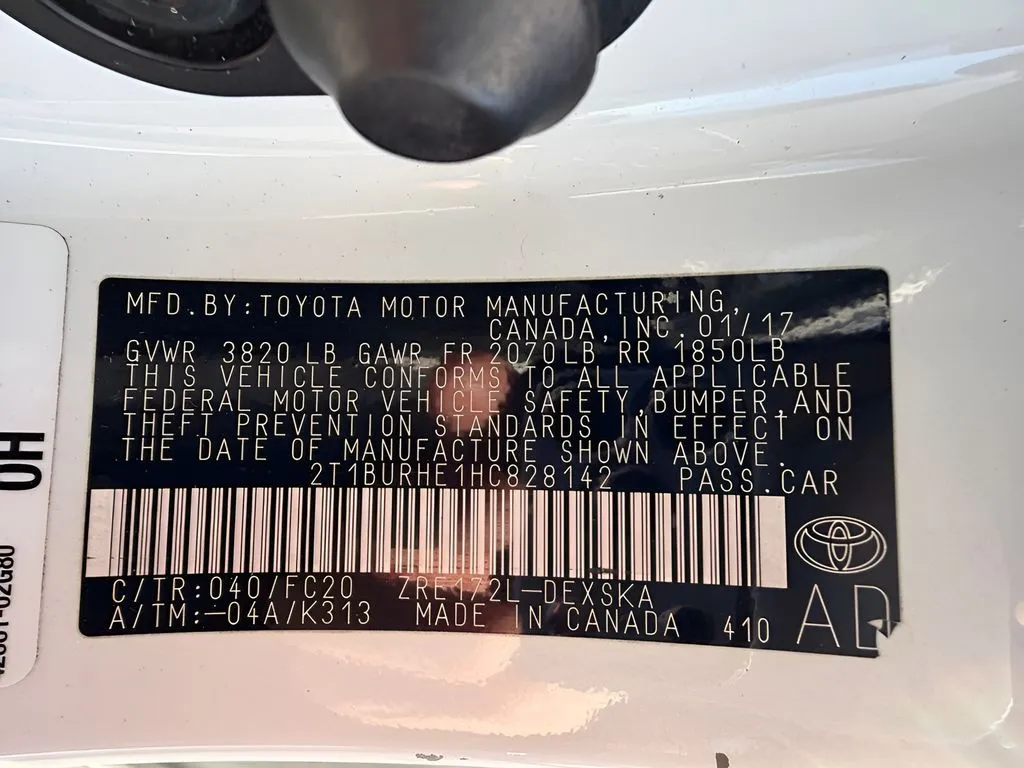 MFD.BY:TOYOTA MOTOR MANUFACTURING,
CANADA,INC. 01/17
GVWR 3820 LB GAWR FR 2070LB RR 1850LB
THIS VEHICLE CONFORMS TO ALL APPLICABLE
FEDERAL MOTOR VEHICLE SAFETY,BUMPER,AND
THEFT PREVENTION STANDARDS IN EFFECT ON
THE DATE OF MANUFACTURE SHOWN ABOVE.
2T1BURHE1HC828142 PASS.CAR
C/TR:040/FC20 ZRE172L-DEXSKA
A/TM:-04A/K313 MADE IN CANADA 410
AD
0H